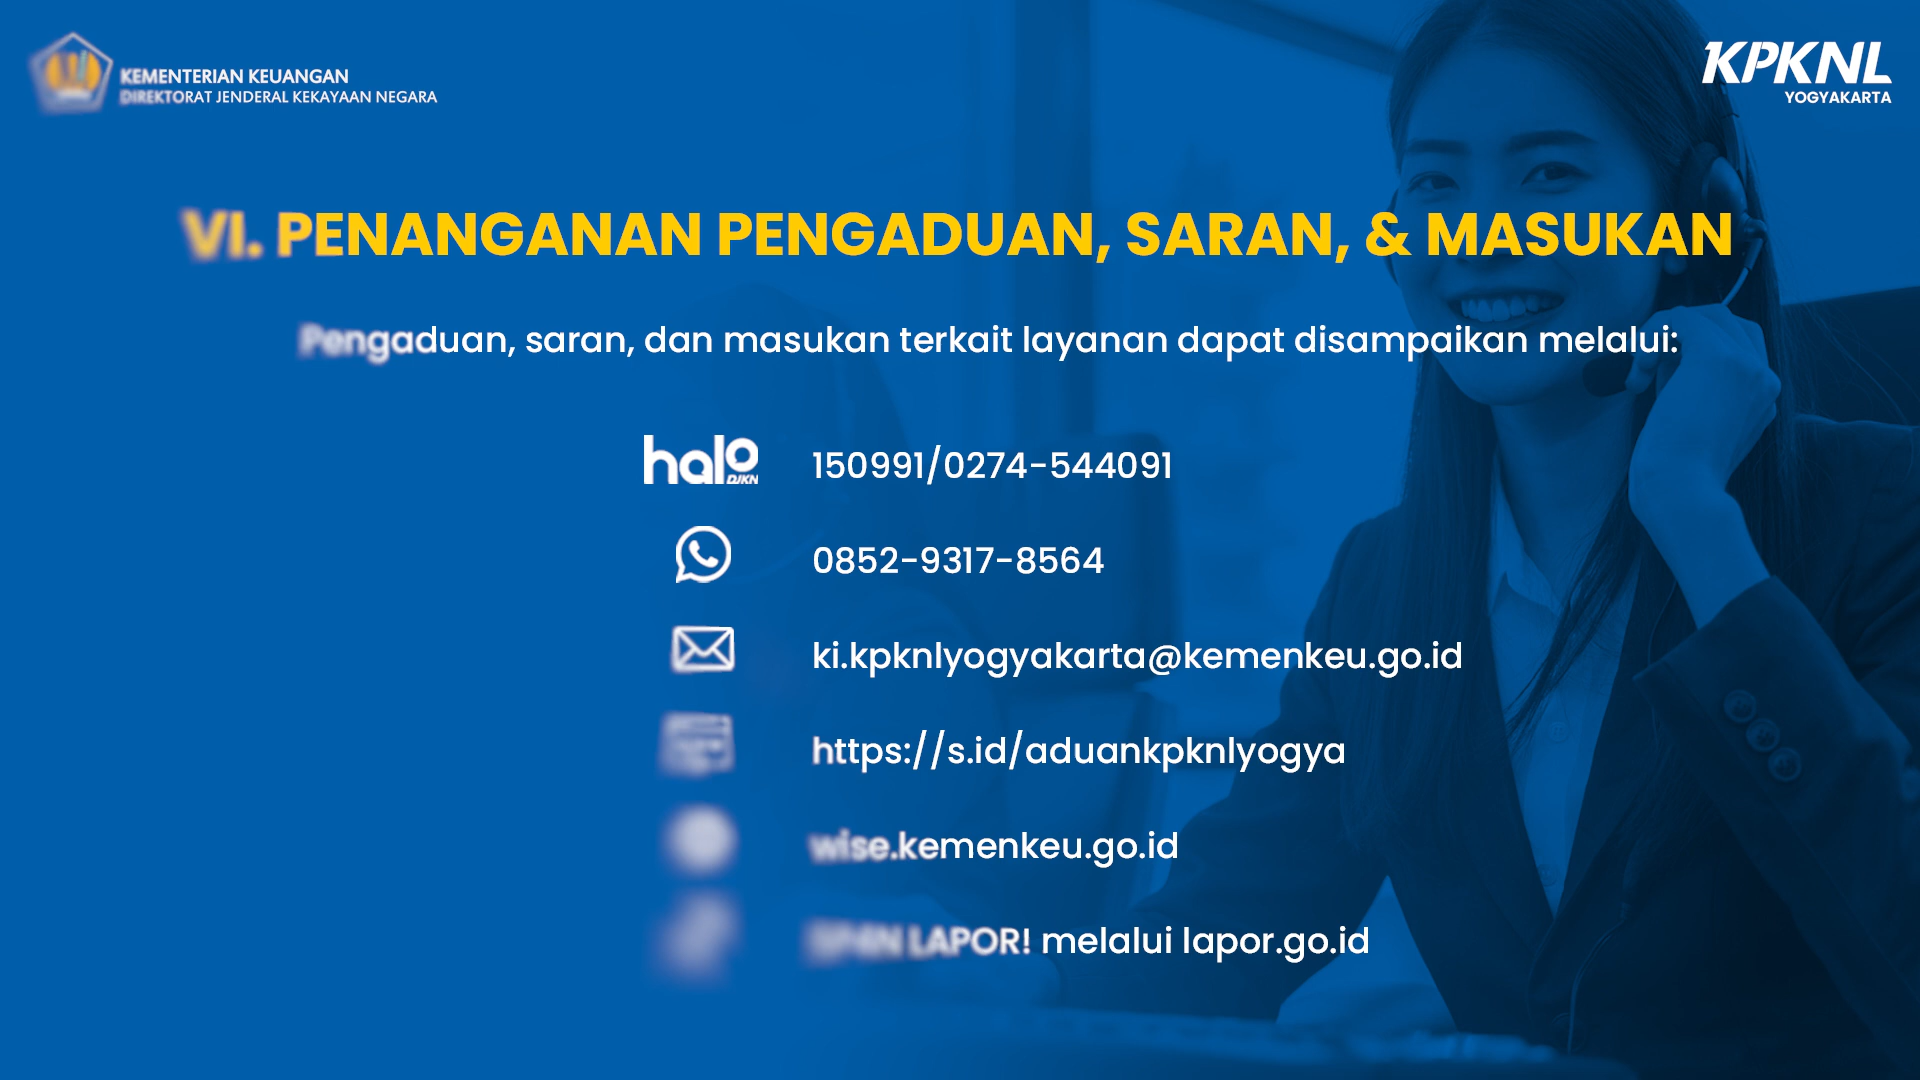 KEMENTERIAN KEUANGAN
DIREKTORAT JENDERAL KEKAYAAN NEGARA
KPKNL
YOGYAKARTA
VI. PENANGANAN PENGADUAN, SARAN, & MASUKAN
Pengaduan, saran, dan masukan terkait layanan dapat disampaikan melalui:
halo DJKN 150991/0274-544091
0852-9317-8564
ki.kpknlyogyakarta@kemenkeu.go.id
https://s.id/aduankpknlyogya
wise.kemenkeu.go.id
LAPOR! melalui lapor.go.id